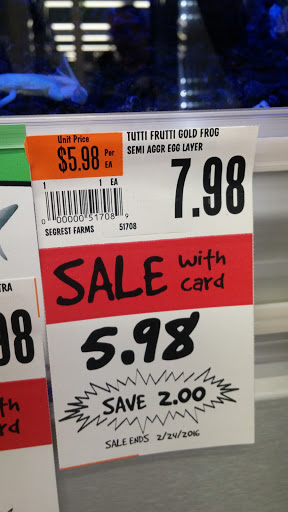 TUTTI FRUTTI GOLD FROG
SEMI AGGR EGG LAYER
Unit Price
$5.98 Per EA
7.98
1 1 EA
0 00000 51708 9
SEGREST FARMS 51708
SALE with card
5.98
SAVE 2.00
SALE ENDS 2/24/2016
TRA
98
th
rd